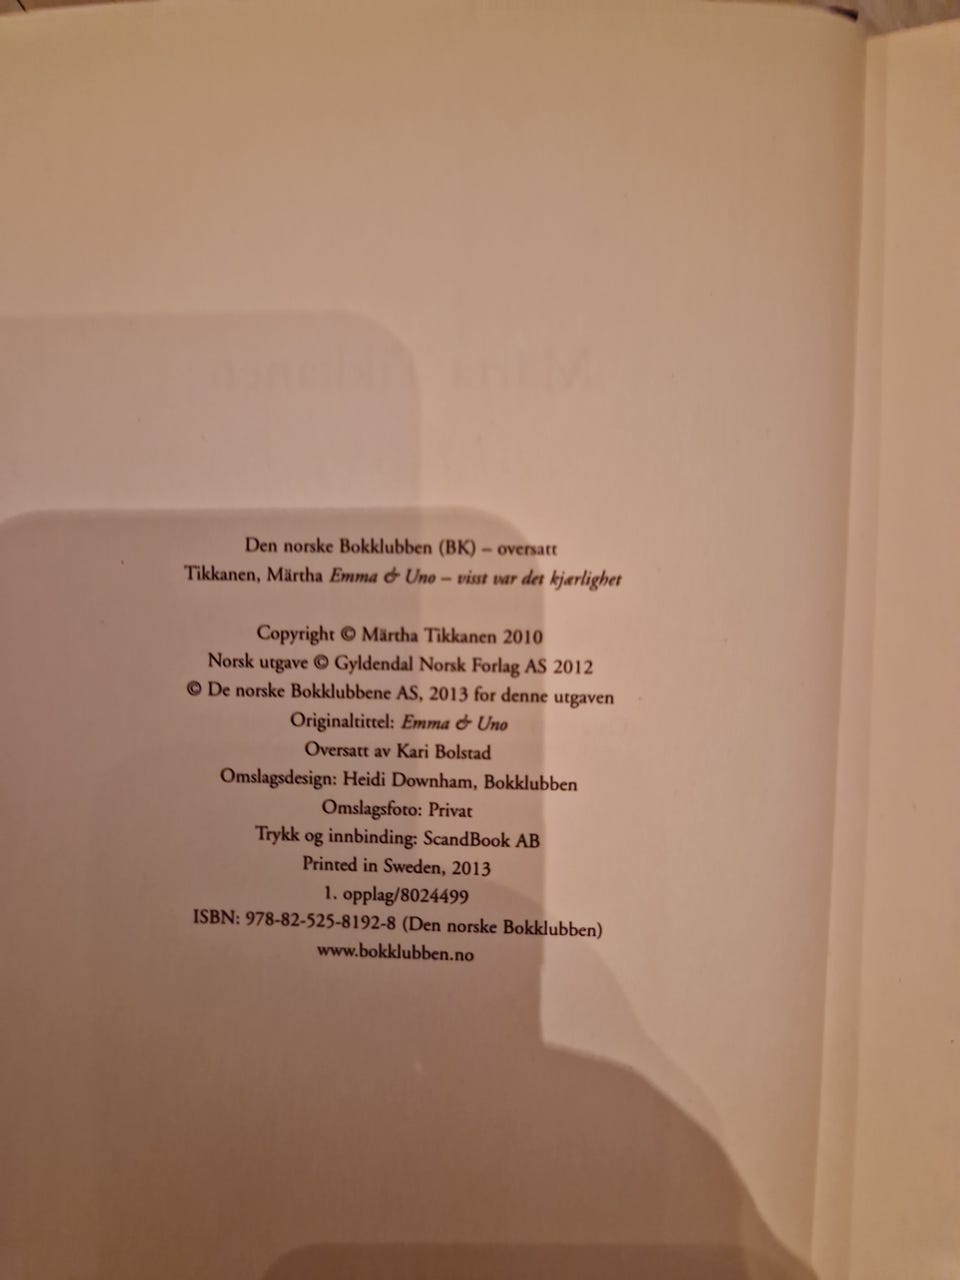 Den norske Bokklubben (BK) – oversatt
Tikkanen, Märtha Emma & Uno – visst var det kjærlighet
Copyright © Märtha Tikkanen 2010
Norsk utgave © Gyldendal Norsk Forlag AS 2012
© De norske Bokklubbene AS, 2013 for denne utgaven
Originaltittel: Emma & Uno
Oversatt av Kari Bolstad
Omslagsdesign: Heidi Downham, Bokklubben
Omslagsfoto: Privat
Trykk og innbinding: ScandBook AB
Printed in Sweden, 2013
1. opplag/8024499
ISBN: 978-82-525-8192-8 (Den norske Bokklubben)
www.bokklubben.no